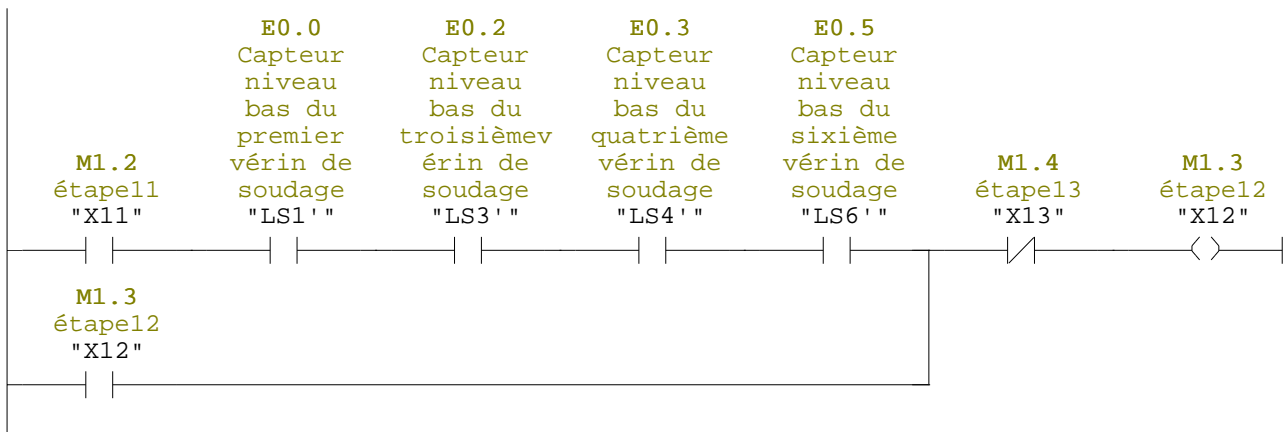 E0.0 E0.2 E0.3 E0.5
Capteur Capteur Capteur Capteur
niveau niveau niveau niveau
bas du bas du bas du bas du
premier troisièmev quatrième sixième
M1.2 vérin de érin de vérin de vérin de M1.4 M1.3
étape11 soudage soudage soudage soudage étape13 étape12
"X11" "LS1'" "LS3'" "LS4'" "LS6'" "X13" "X12"
M1.3
étape12
"X12"